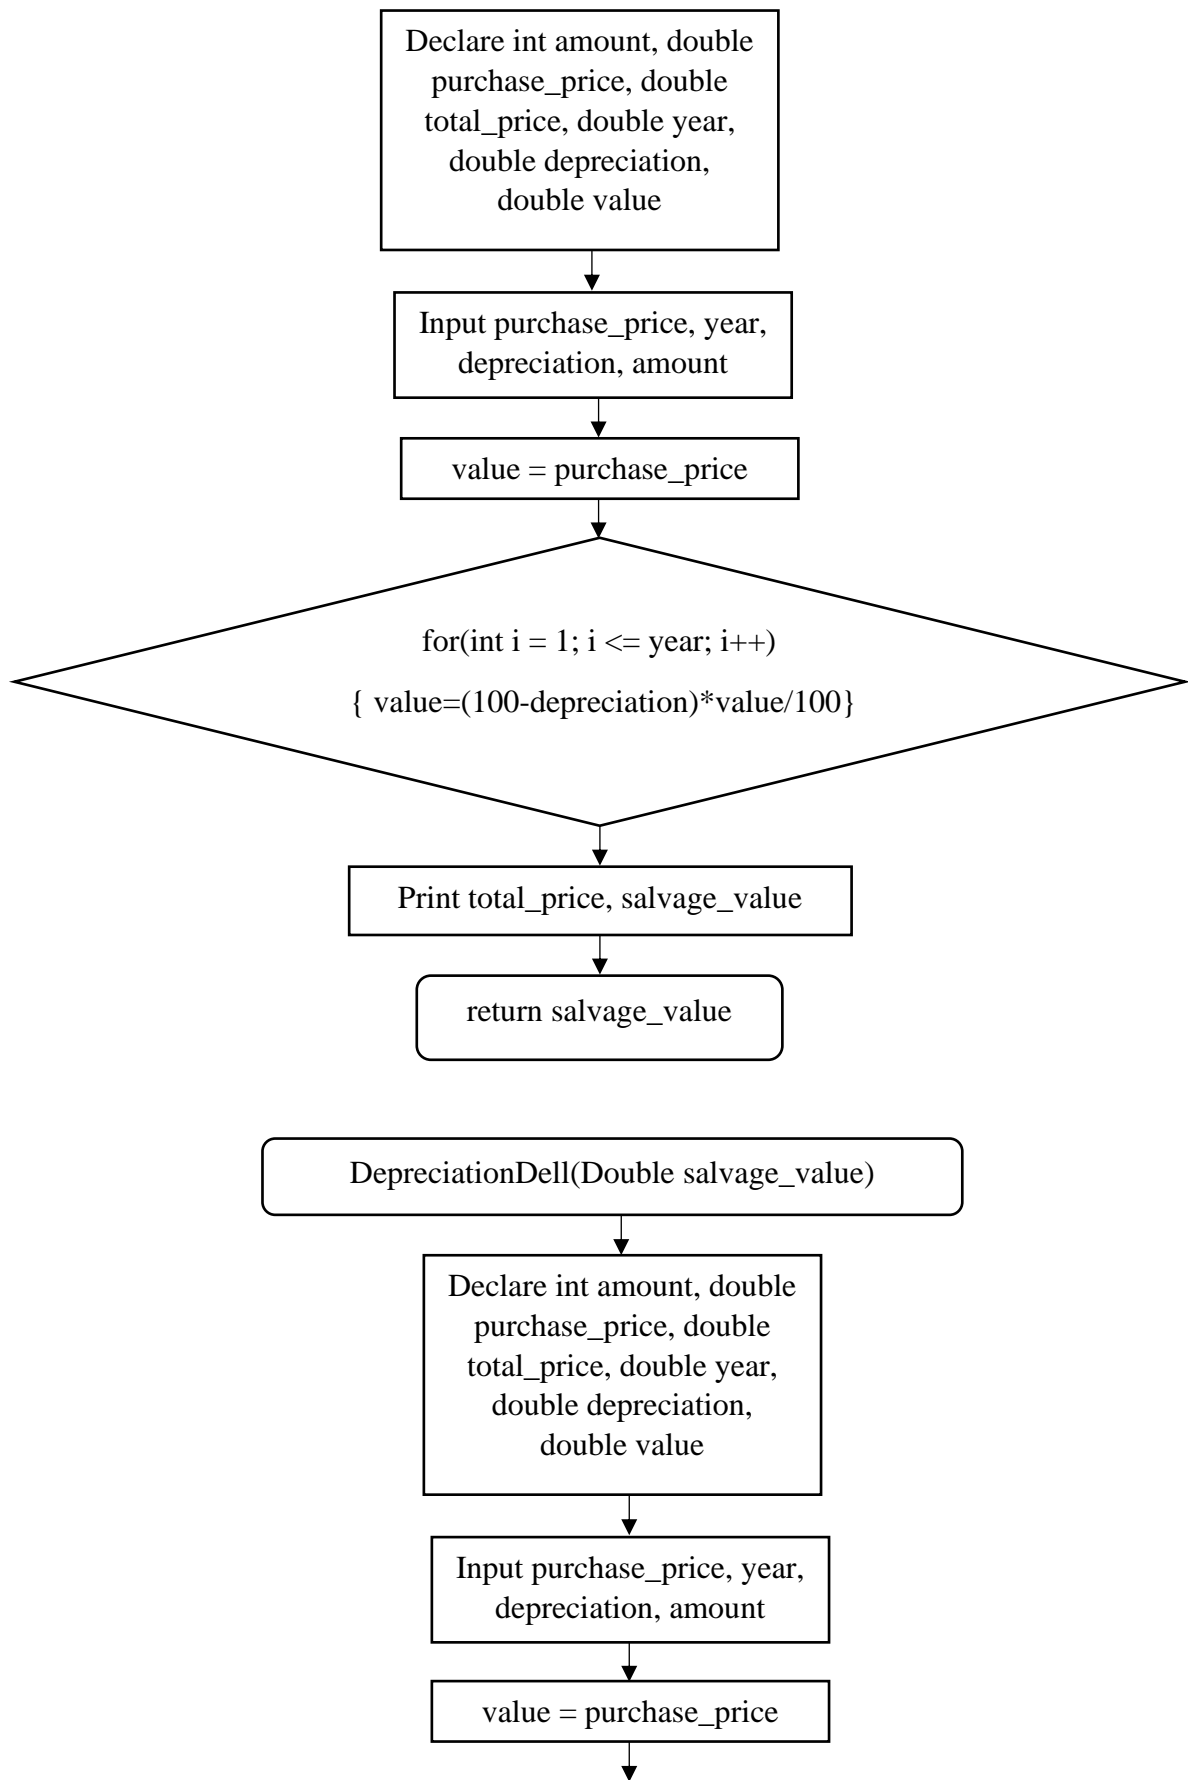 Declare int amount, double
purchase_price, double
total_price, double year,
double depreciation,
double value
Input purchase_price, year,
depreciation, amount
value = purchase_price
for(int i = 1; i <= year; i++)
{ value=(100-depreciation)*value/100}
Print total_price, salvage_value
return salvage_value
DepreciationDell(Double salvage_value)
Declare int amount, double
purchase_price, double
total_price, double year,
double depreciation,
double value
Input purchase_price, year,
depreciation, amount
value = purchase_price